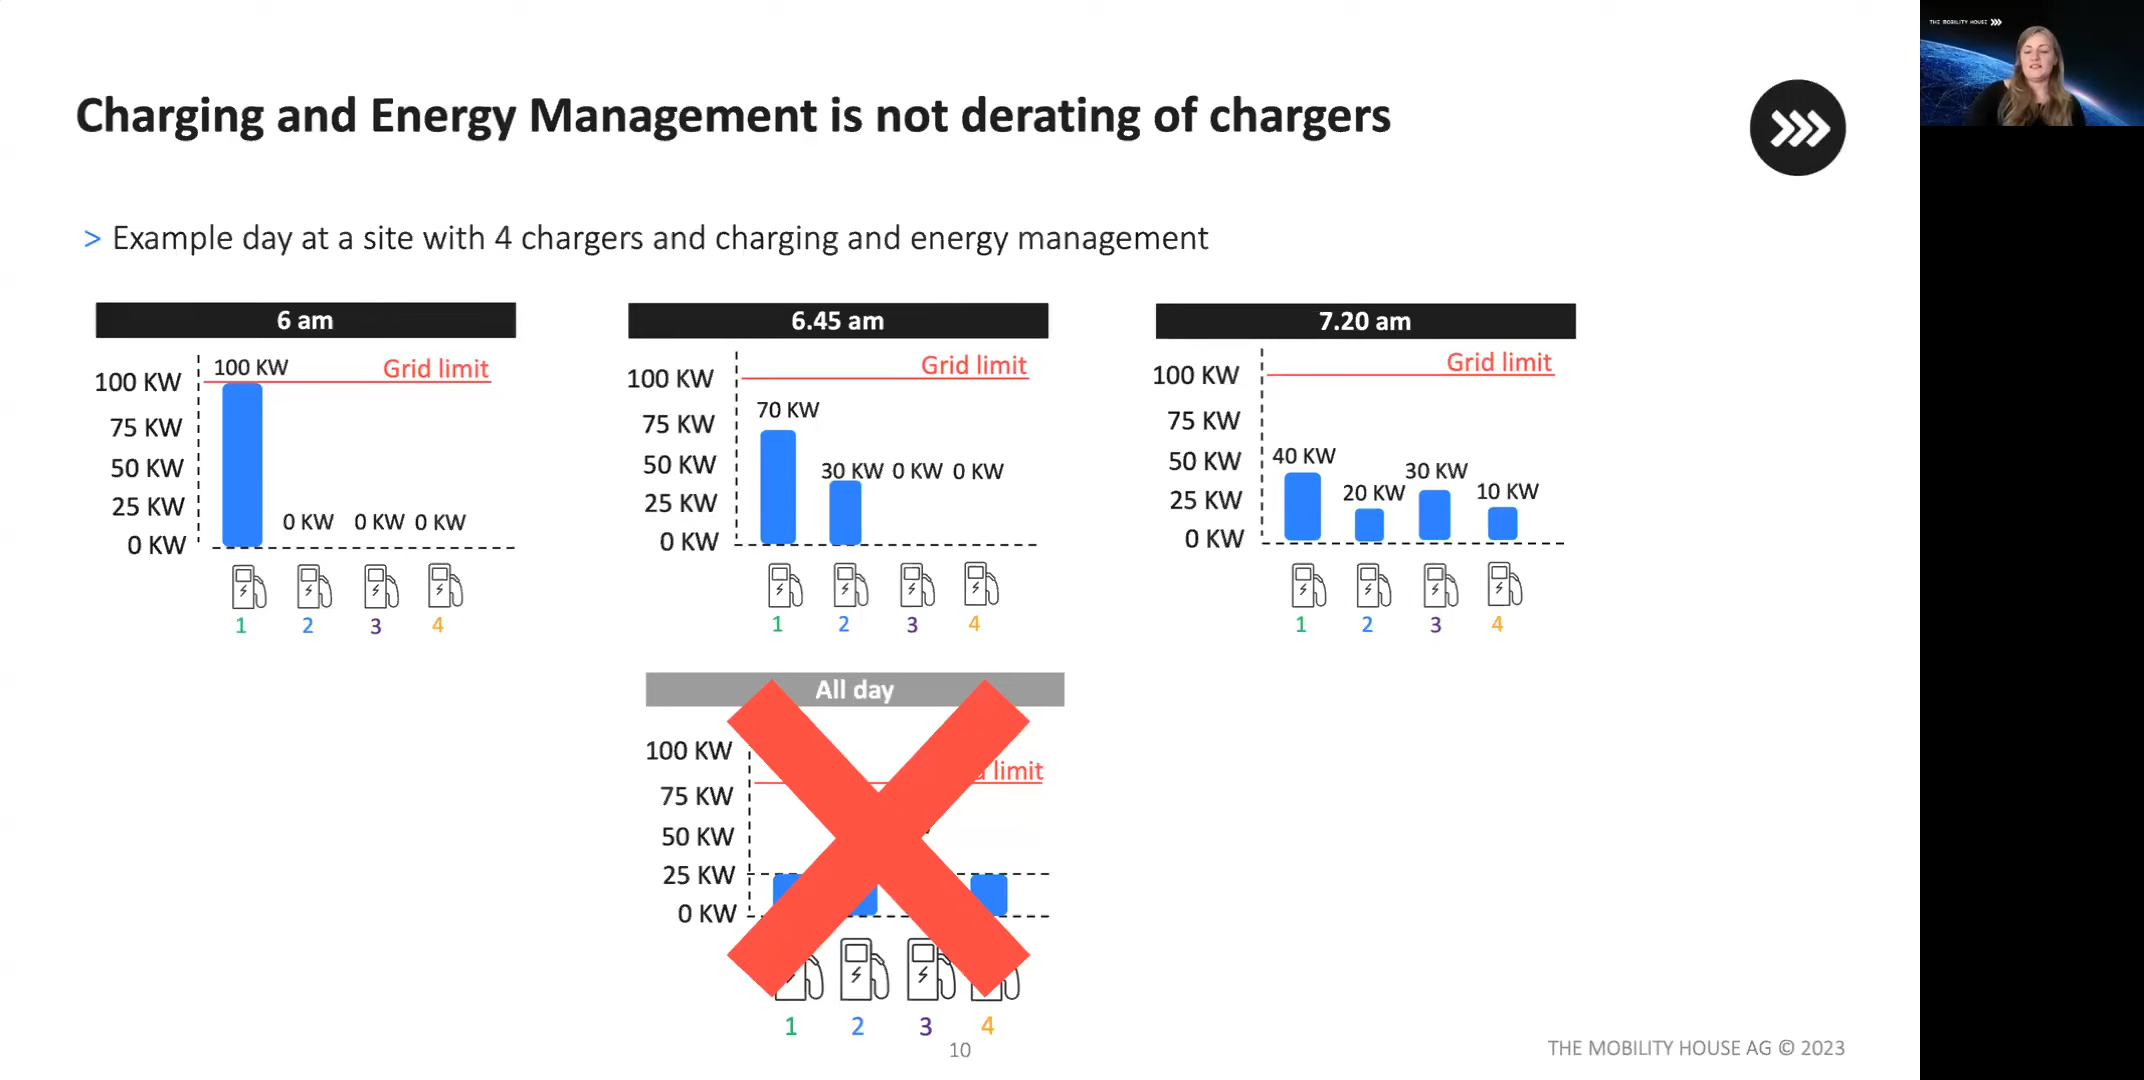 THE MOBILITY HOUSE
Charging and Energy Management is not derating of chargers
> Example day at a site with 4 chargers and charging and energy management
6 am
100 KW
Grid limit
100 KW
75 KW
50 KW
25 KW
0 KW 0 KW 0 KW
0 KW
1 2 3 4
6.45 am
Grid limit
100 KW
70 KW
75 KW
50 KW
30 KW 0 KW 0 KW
25 KW
0 KW
1 2 3 4
7.20 am
Grid limit
100 KW
75 KW
40 KW
50 KW
30 KW
20 KW
10 KW
25 KW
0 KW
1 2 3 4
All day
100 KW
limit
75 KW
50 KW
25 KW
0 KW
1 2 3 4
10
THE MOBILITY HOUSE AG © 2023